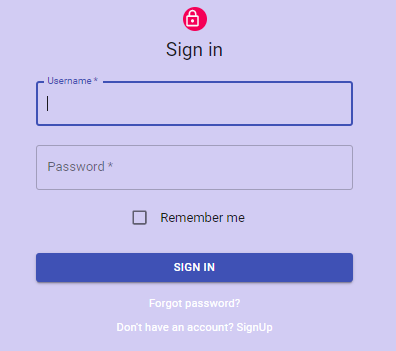 Sign in
Username *
Password *
Remember me
SIGN IN
Forgot password?
Don't have an account? SignUp